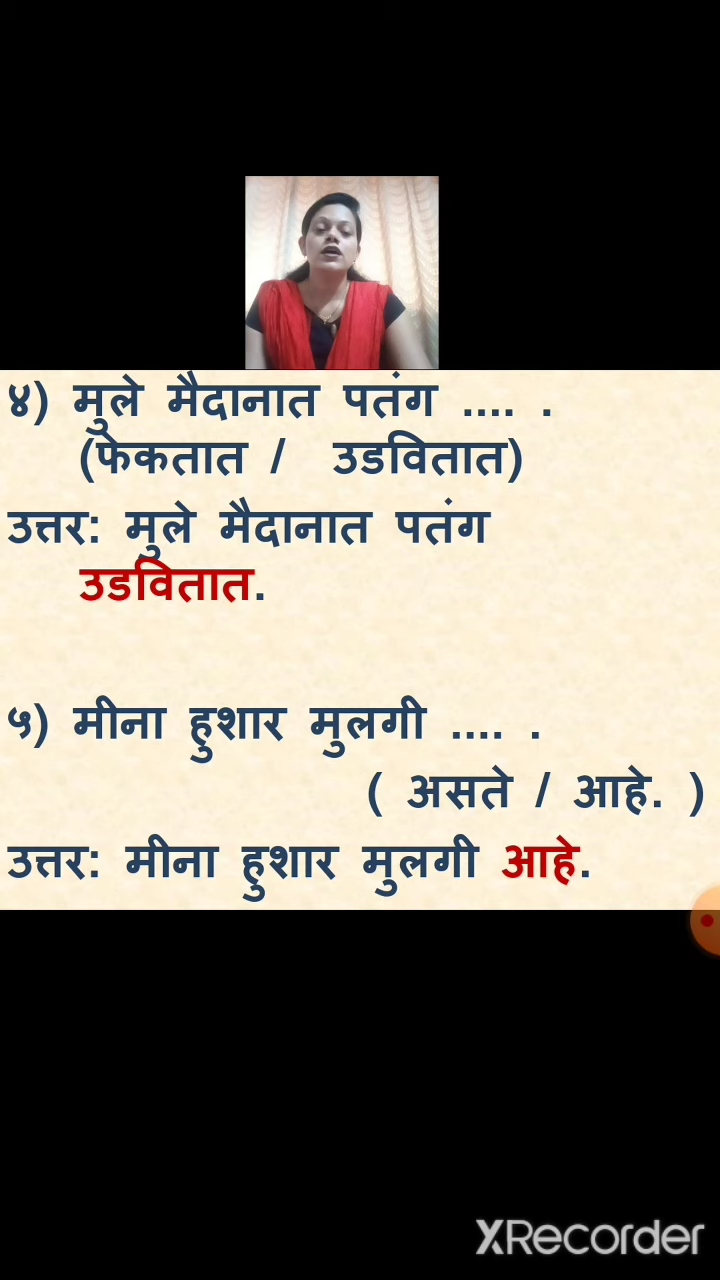 ४) मुले मैदानात पतंग .... .
(फेकतात / उडवितात)
उत्तर: मुले मैदानात पतंग
उडवितात.
५) मीना हुशार मुलगी .... .
( असते / आहे. )
उत्तर: मीना हुशार मुलगी आहे.
XRecorder